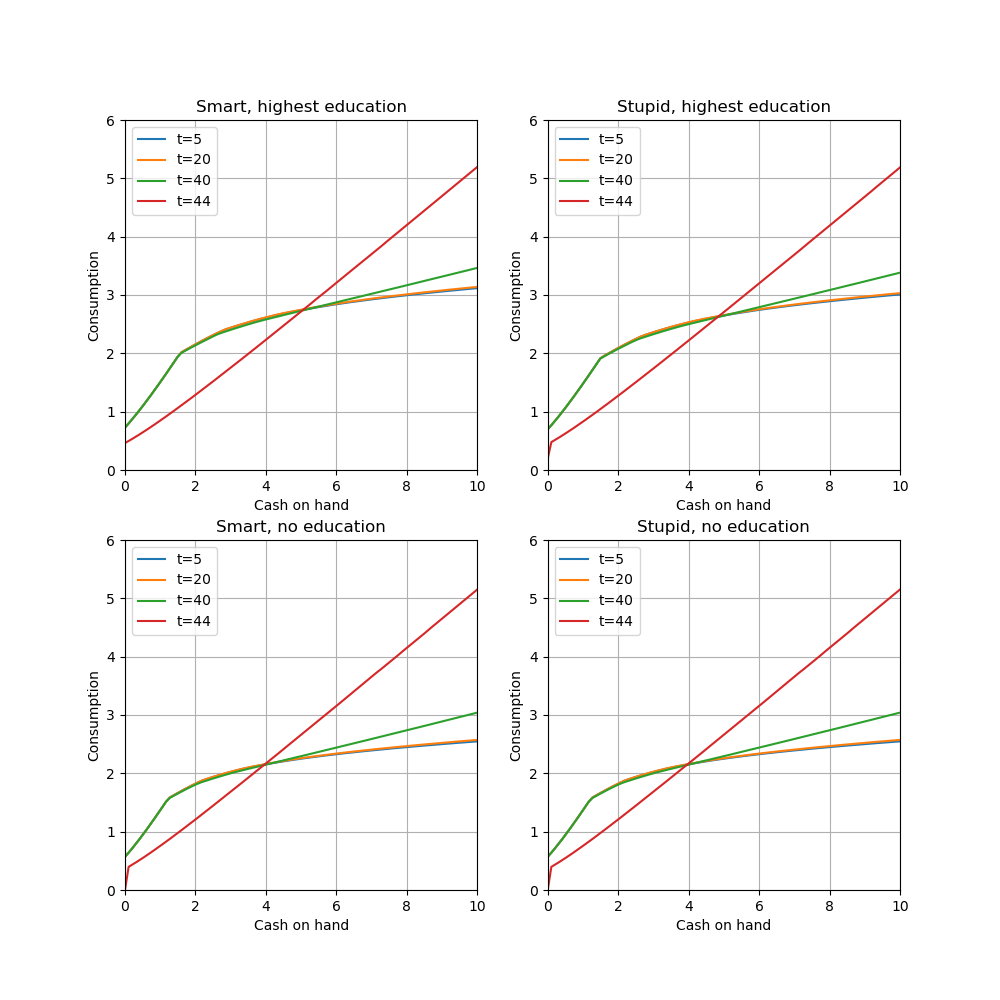 Smart, highest education
6
5
4
3
2
1
0
Consumption
t=5
t=20
t=40
t=44
0 2 4 6 8 10
Cash on hand
Stupid, highest education
6
5
4
3
2
1
0
Consumption
t=5
t=20
t=40
t=44
0 2 4 6 8 10
Cash on hand
Smart, no education
6
5
4
3
2
1
0
Consumption
t=5
t=20
t=40
t=44
0 2 4 6 8 10
Cash on hand
Stupid, no education
6
5
4
3
2
1
0
Consumption
t=5
t=20
t=40
t=44
0 2 4 6 8 10
Cash on hand